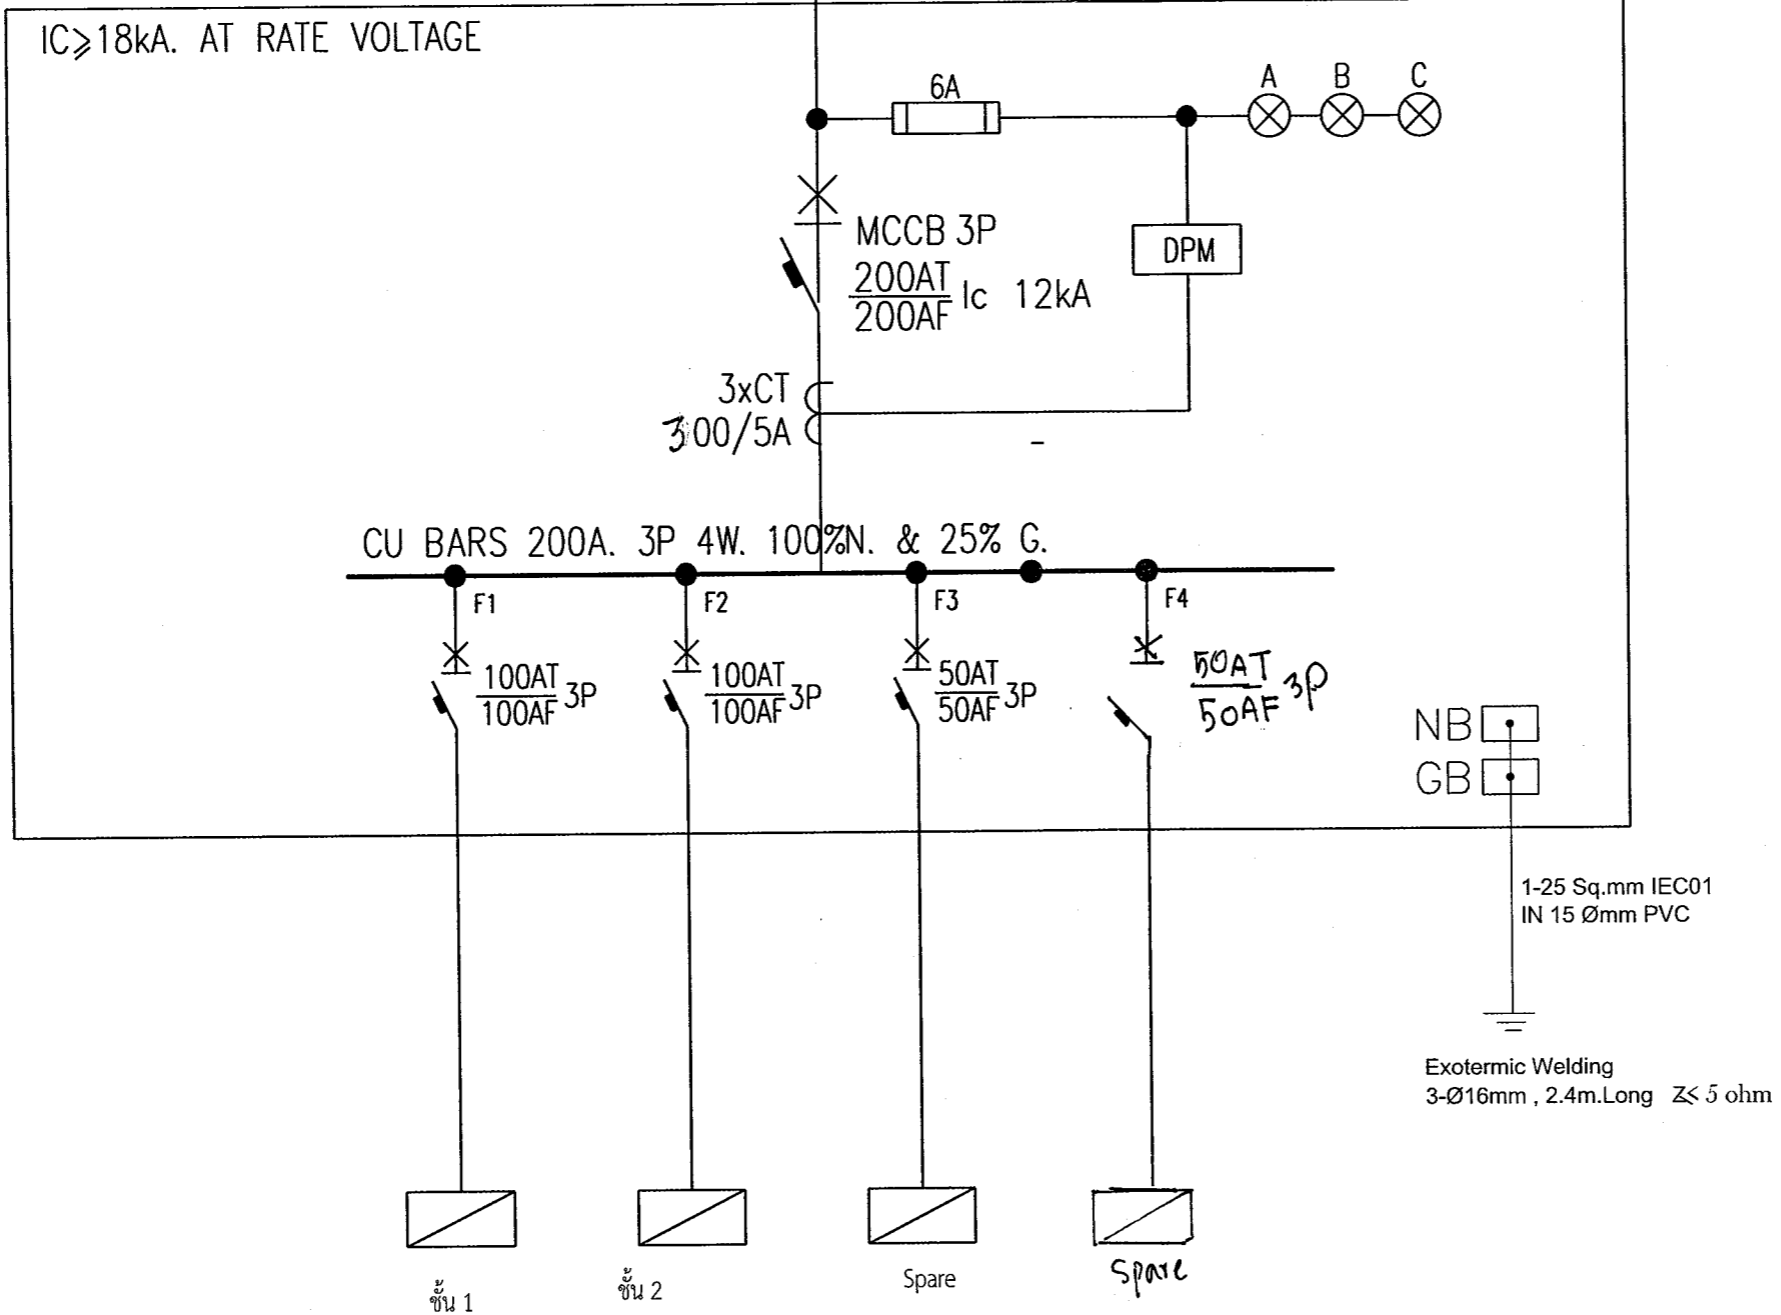 IC⩾18kA. AT RATE VOLTAGE
6A
A B C
MCCB 3P
200AT
200AF
Ic 12kA
DPM
3xCT
300/5A
CU BARS 200A. 3P 4W. 100%N. & 25% G.
F1 F2 F3 F4
100AT
100AF 3P
100AT
100AF 3P
50AT
50AF 3P
50AT
50AF 3P
NB
GB
1-25 Sq.mm IEC01
IN 15 Ømm PVC
Exotermic Welding
3-Ø16mm , 2.4m.Long Z⩽ 5 ohm
ชั้น 1
ชั้น 2
Spare
Spare